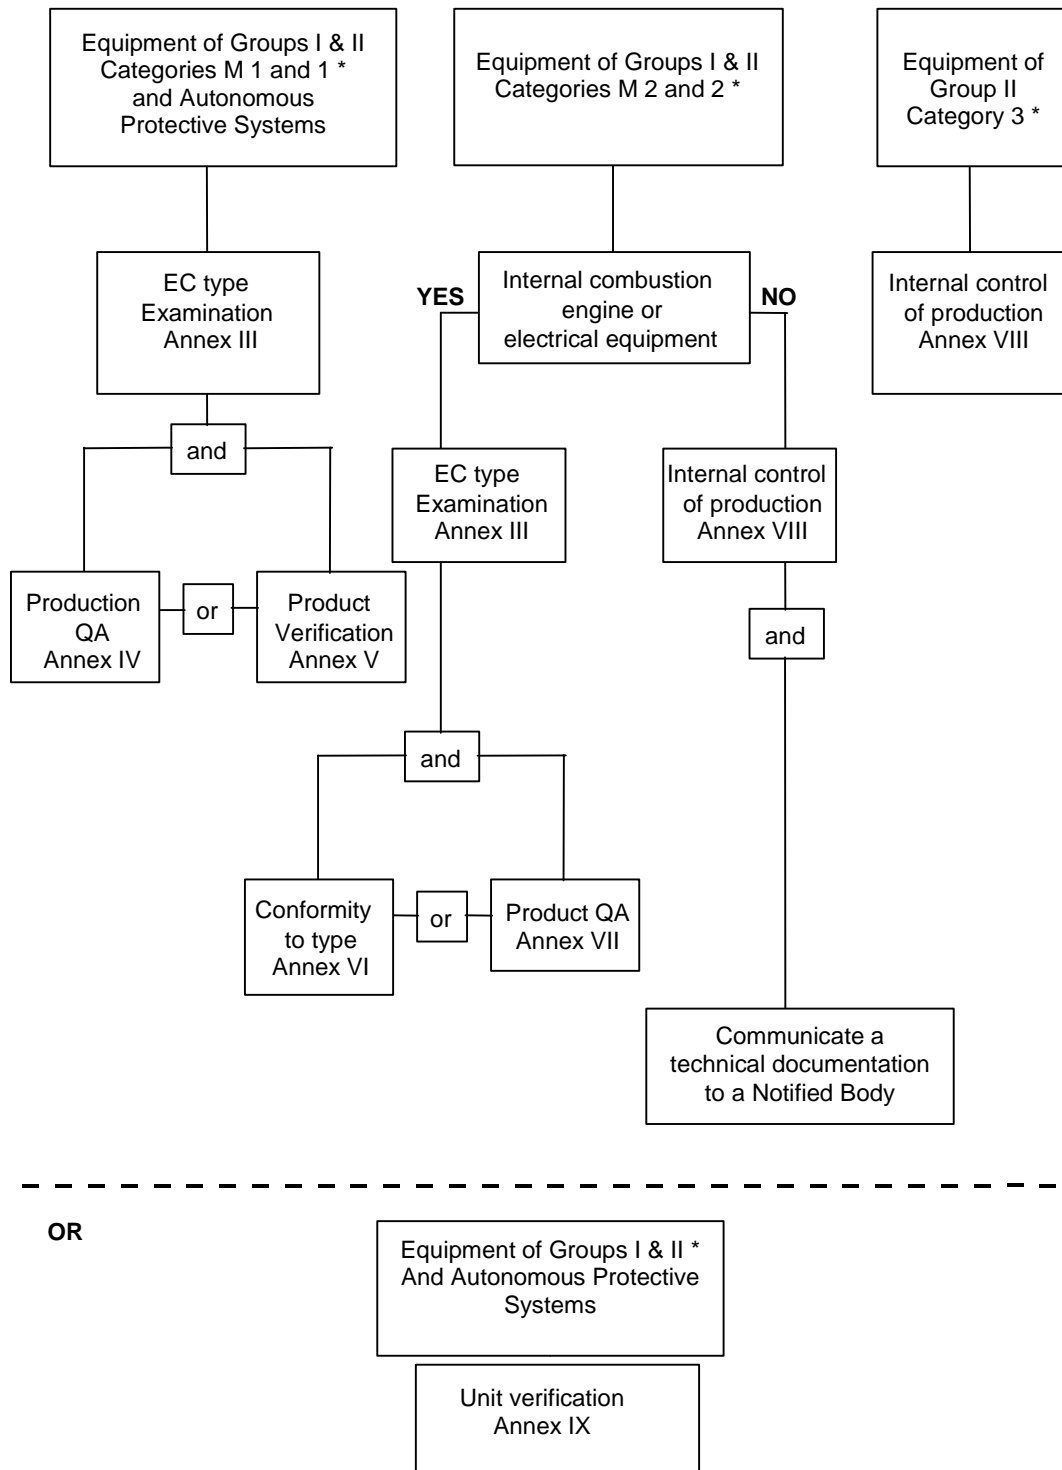 Equipment of Groups I & II
Categories M 1 and 1 *
and Autonomous
Protective Systems
Equipment of Groups I & II
Categories M 2 and 2 *
Equipment of
Group II
Category 3 *
EC type
Examination
Annex III
YES
Internal combustion
engine or
electrical equipment
NO
Internal control
of production
Annex VIII
and
EC type
Examination
Annex III
Internal control
of production
Annex VIII
Production
QA
Annex IV
or
Product
Verification
Annex V
and
and
Conformity
to type
Annex VI
or
Product QA
Annex VII
Communicate a
technical documentation
to a Notified Body
OR
Equipment of Groups I & II *
And Autonomous Protective
Systems
Unit verification
Annex IX